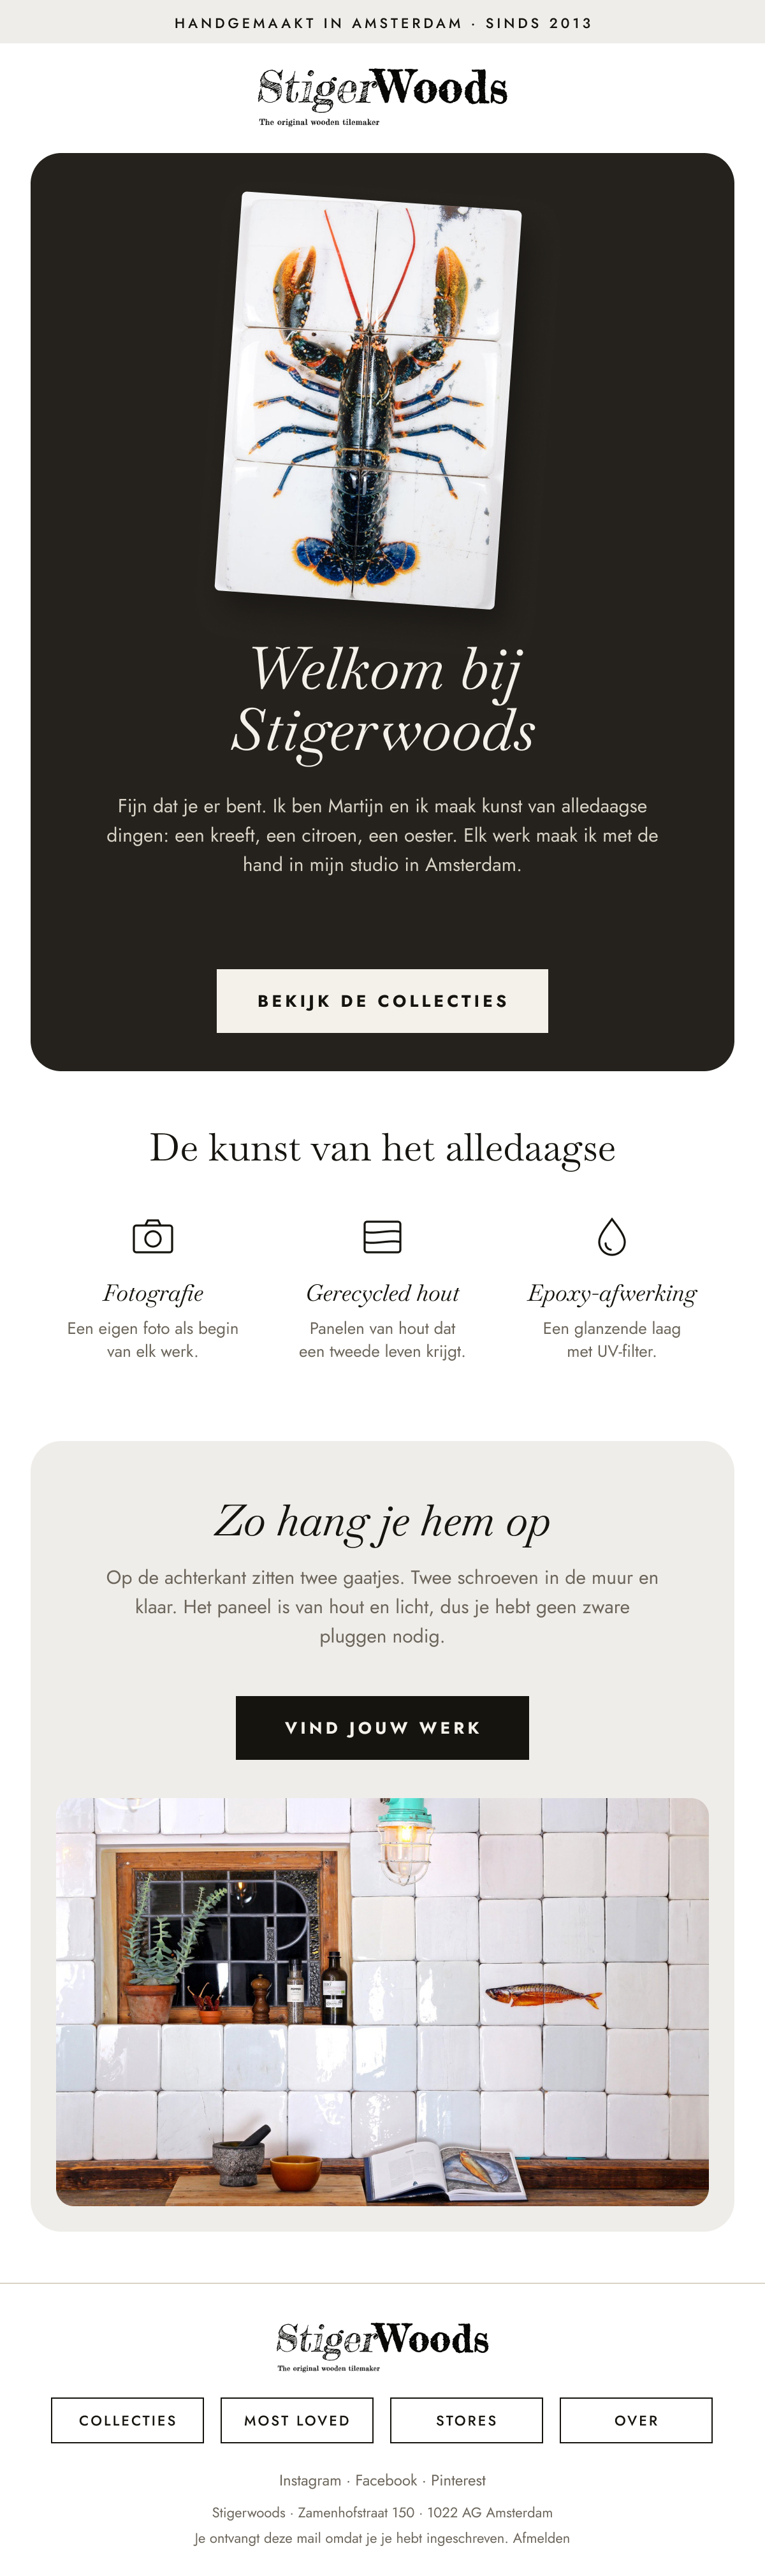 HANDGEMAAKT IN AMSTERDAM · SINDS 2013
StigerWoods
The original wooden tilemaker
Welkom bij
Stigerwoods
Fijn dat je er bent. Ik ben Martijn en ik maak kunst van alledaagse
dingen: een kreeft, een citroen, een oester. Elk werk maak ik met de
hand in mijn studio in Amsterdam.
BEKIJK DE COLLECTIES
De kunst van het alledaagse
Fotografie
Een eigen foto als begin
van elk werk.
Gerecycled hout
Panelen van hout dat
een tweede leven krijgt.
Epoxy-afwerking
Een glanzende laag
met UV-filter.
Zo hang je hem op
Op de achterkant zitten twee gaatjes. Twee schroeven in de muur en
klaar. Het paneel is van hout en licht, dus je hebt geen zware
pluggen nodig.
VIND JOUW WERK
StigerWoods
The original wooden tilemaker
COLLECTIES
MOST LOVED
STORES
OVER
Instagram · Facebook · Pinterest
Stigerwoods · Zamenhofstraat 150 · 1022 AG Amsterdam
Je ontvangt deze mail omdat je je hebt ingeschreven. Afmelden